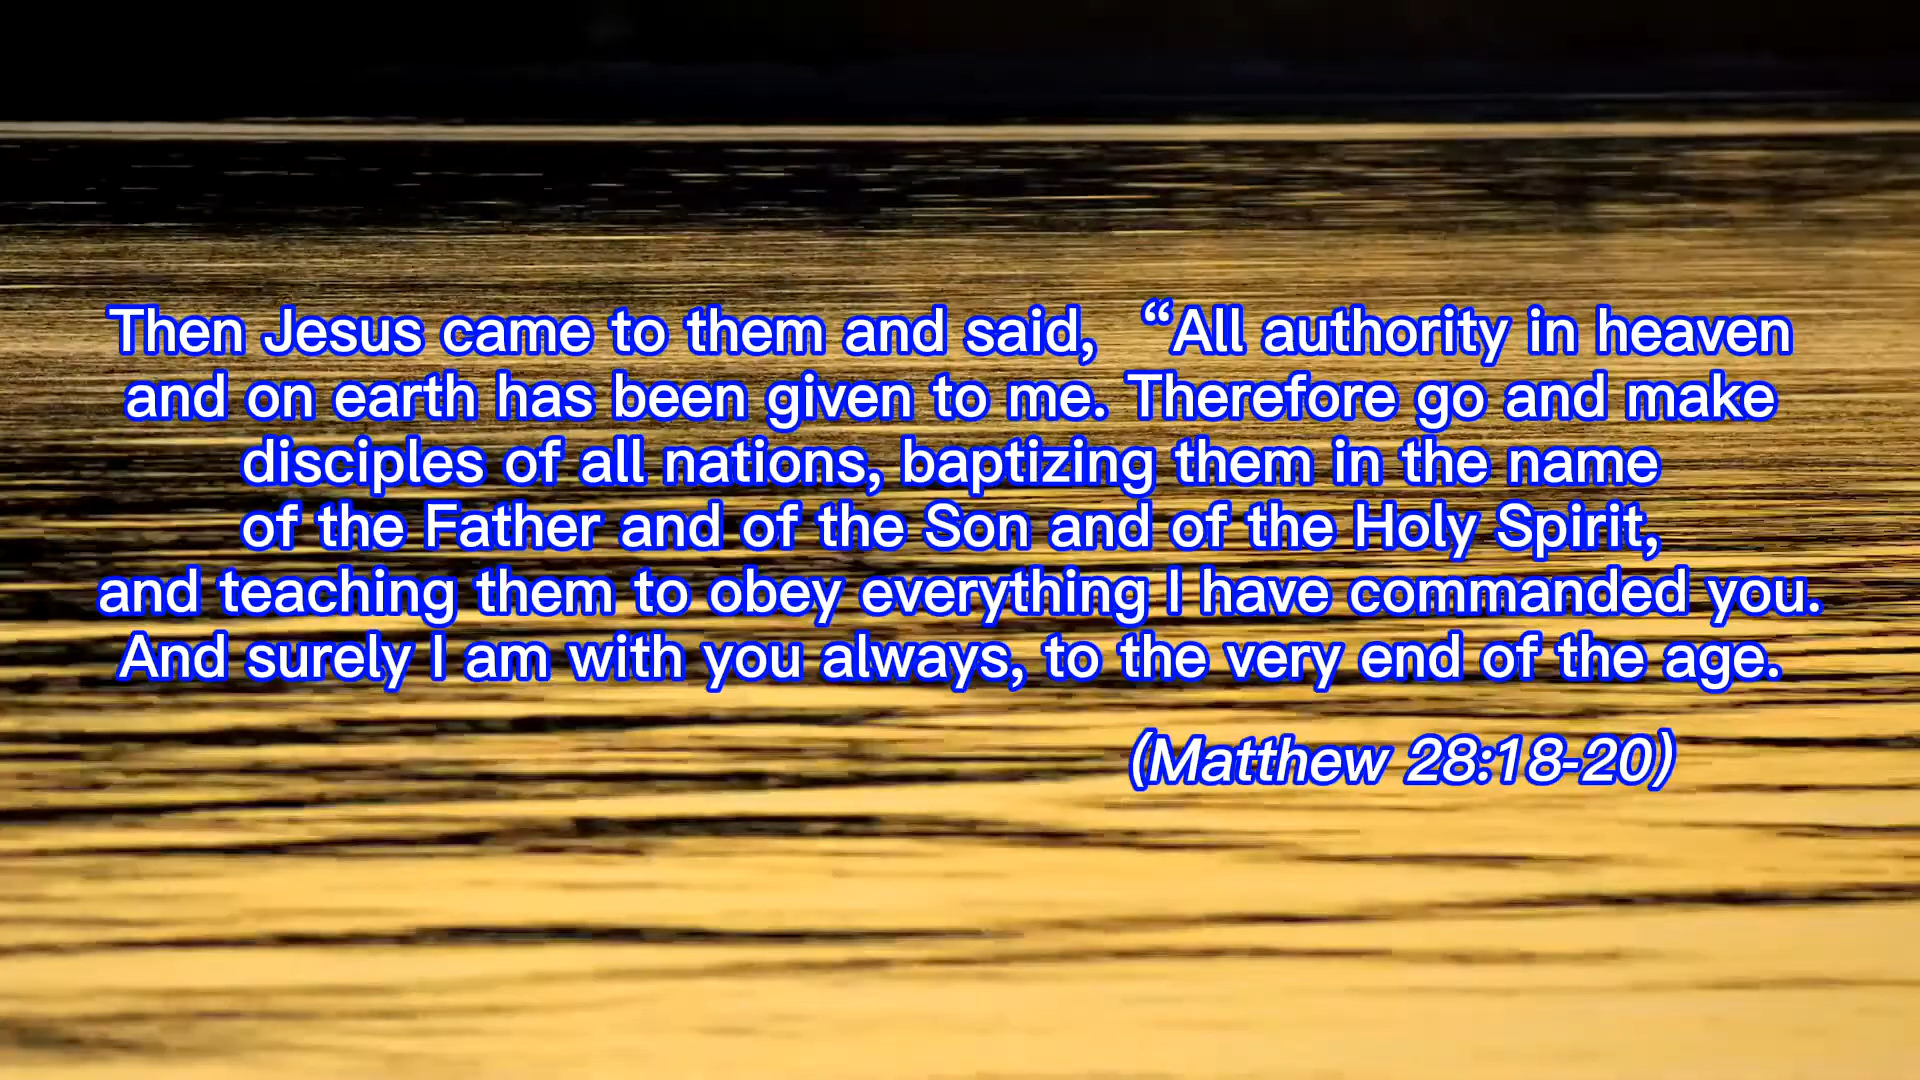 Then Jesus came to them and said, “All authority in heaven
and on earth has been given to me. Therefore go and make
disciples of all nations, baptizing them in the name
of the Father and of the Son and of the Holy Spirit,
and teaching them to obey everything I have commanded you.
And surely I am with you always, to the very end of the age.
(Matthew 28:18-20)